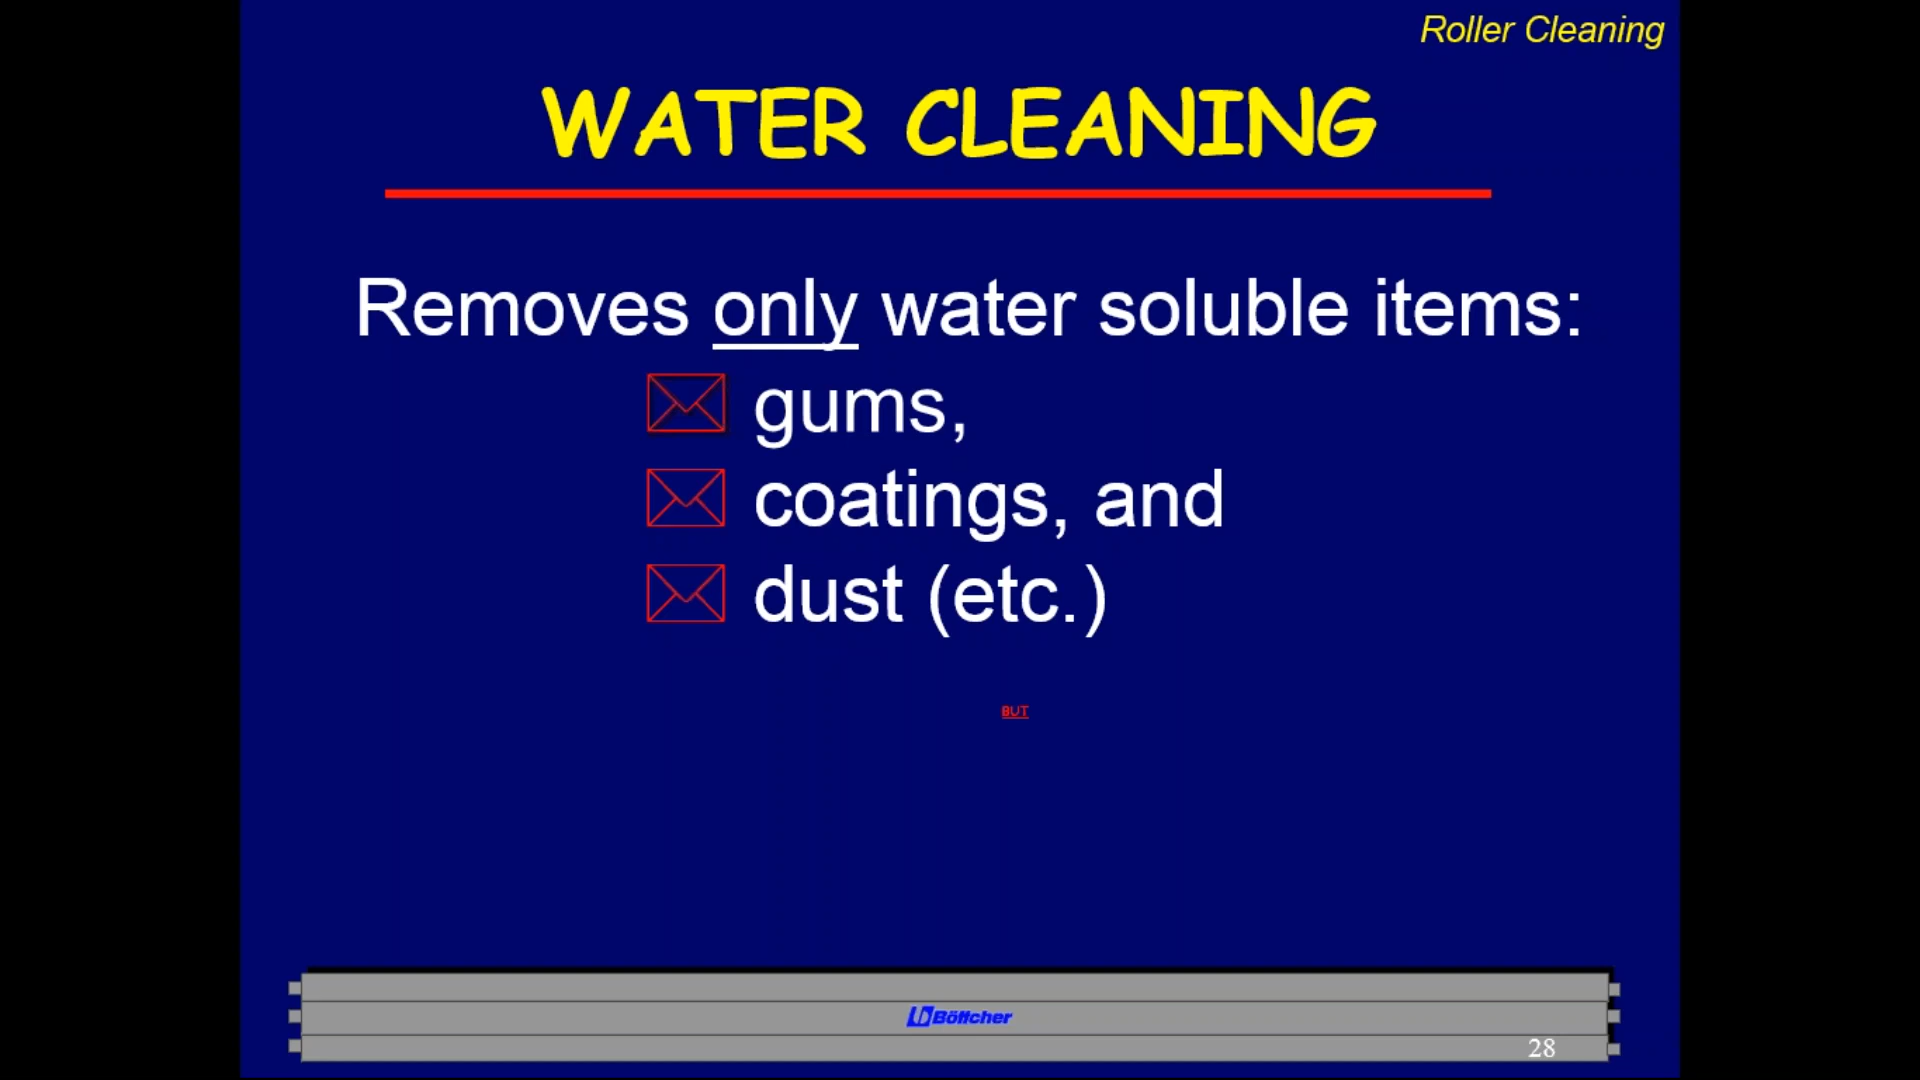 Roller Cleaning
WATER CLEANING
Removes only water soluble items:
gums,
coatings, and
dust (etc.)
BUT
Böttcher
28